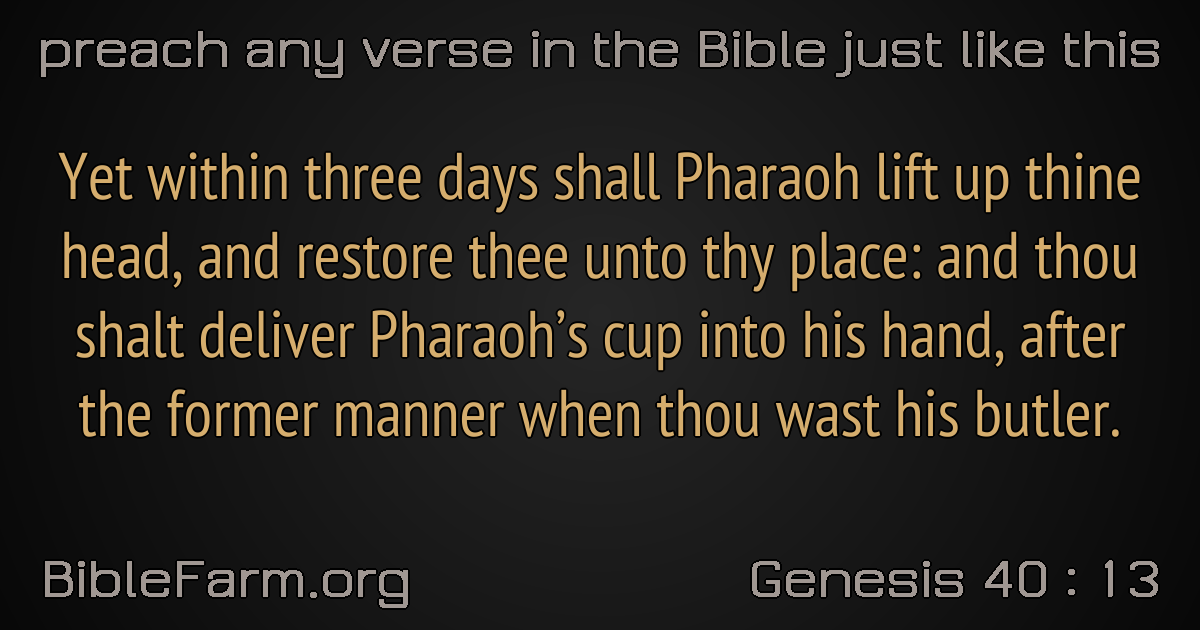 preach any verse in the Bible just like this
Yet within three days shall Pharaoh lift up thine
head, and restore thee unto thy place: and thou
shalt deliver Pharaoh’s cup into his hand, after
the former manner when thou wast his butler.
BibleFarm.org
Genesis 40 : 13